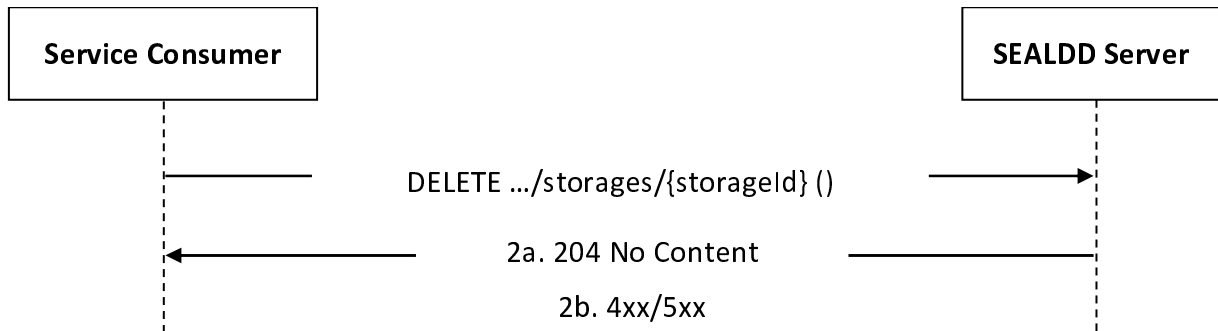 Service Consumer
SEALDD Server
DELETE .../storages/{storageId} ()
2a. 204 No Content
2b. 4xx/5xx